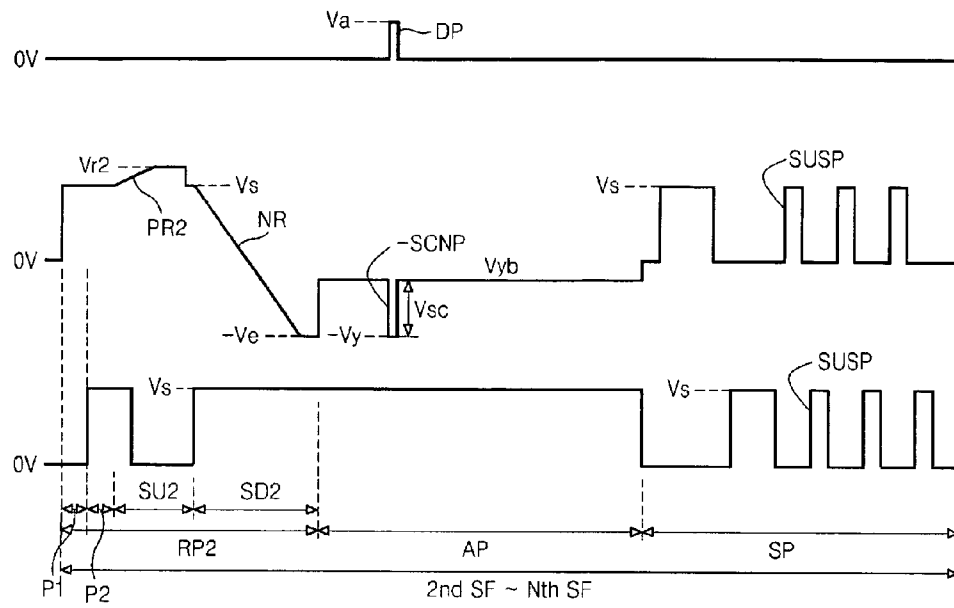 Va
DP
0V
Vr2
Vs
PR2
NR
Vs
SUSP
0V
-SCNP
Vyb
Vsc
-Ve
-Vy
Vs
Vs
SUSP
0V
SU2
SD2
RP2
AP
SP
P1
P2
2nd SF ~ Nth SF